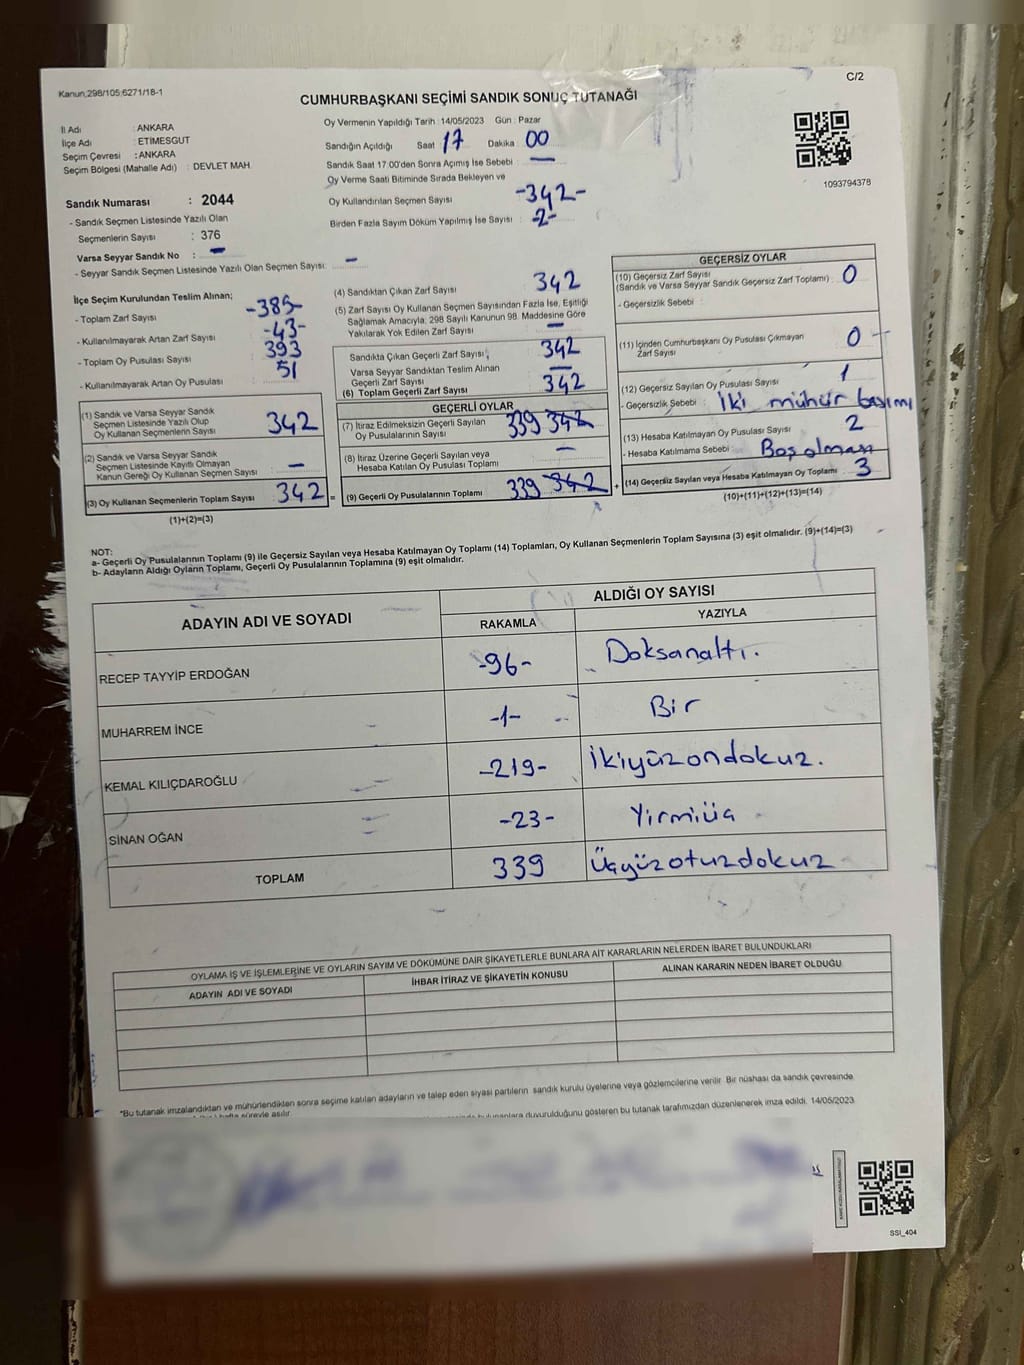 Kanun,298/105;6271/18-1
C/2
CUMHURBAŞKANI SEÇİMİ SANDIK SONUÇ TUTANAĞI
İl Adı : ANKARA
İlçe Adı : ETİMESGUT
Seçim Çevresi : ANKARA
Seçim Bölgesi (Mahalle Adı) : DEVLET MAH.
Oy Vermenin Yapıldığı Tarih : 14/05/2023 Gün : Pazar
Sandığın Açıldığı Saat 17 Dakika 00
Sandık Saat 17:00'den Sonra Açımış İse Sebebi : —
Oy Verme Saati Bitiminde Sırada Bekleyen ve
Oy Kullandırılan Seçmen Sayısı -342-
Birden Fazla Sayım Döküm Yapılmış İse Sayısı : -2-
1093794378
Sandık Numarası : 2044
- Sandık Seçmen Listesinde Yazılı Olan
Seçmenlerin Sayısı : 376
Varsa Seyyar Sandık No : —
- Seyyar Sandık Seçmen Listesinde Yazılı Olan Seçmen Sayısı: —
İlçe Seçim Kurulundan Teslim Alınan;
- Toplam Zarf Sayısı -385-
- Kullanılmayarak Artan Zarf Sayısı -43-
- Toplam Oy Pusulası Sayısı 393
- Kullanılmayarak Artan Oy Pusulası 51
(1) Sandık ve Varsa Seyyar Sandık
Seçmen Listesinde Yazılı Olup
Oy Kullanan Seçmenlerin Sayısı 342
(2) Sandık ve Varsa Seyyar Sandık
Seçmen Listesinde Kayıtlı Olmayan
Kanun Gereği Oy Kullanan Seçmen Sayısı —
(3) Oy Kullanan Seçmenlerin Toplam Sayısı 342 =
(1)+(2)=(3)
(4) Sandıktan Çıkan Zarf Sayısı 342
(5) Zarf Sayısı Oy Kullanan Seçmen Sayısından Fazla İse, Eşitliği
Sağlamak Amacıyla, 298 Sayılı Kanunun 98. Maddesine Göre
Yakılarak Yok Edilen Zarf Sayısı —
Sandıkta Çıkan Geçerli Zarf Sayısı 342
Varsa Seyyar Sandıktan Teslim Alınan
Geçerli Zarf Sayısı —
(6) Toplam Geçerli Zarf Sayısı 342
GEÇERLİ OYLAR
(7) İtiraz Edilmeksizin Geçerli Sayılan
Oy Pusulalarının Sayısı 339 342
(8) İtiraz Üzerine Geçerli Sayılan veya
Hesaba Katılan Oy Pusulası Toplamı —
(9) Geçerli Oy Pusulalarının Toplamı 339 342 +
GEÇERSİZ OYLAR
(10) Geçersiz Zarf Sayısı
(Sandık ve Varsa Seyyar Sandık Geçersiz Zarf Toplamı) : 0
- Geçersizlik Sebebi :
(11) İçinden Cumhurbaşkanı Oy Pusulası Çıkmayan
Zarf Sayısı 0
(12) Geçersiz Sayılan Oy Pusulası Sayısı 1
- Geçersizlik Sebebi : İki mühür basımı
(13) Hesaba Katılmayan Oy Pusulası Sayısı 2
- Hesaba Katılmama Sebebi : Boş olması
(14) Geçersiz Sayılan veya Hesaba Katılmayan Oy Toplamı 3
(10)+(11)+(12)+(13)=(14)
NOT:
a- Geçerli Oy Pusulalarının Toplamı (9) ile Geçersiz Sayılan veya Hesaba Katılmayan Oy Toplamı (14) Toplamları, Oy Kullanan Seçmenlerin Toplam Sayısına (3) eşit olmalıdır. (9)+(14)=(3)
b- Adayların Aldığı Oyların Toplamı, Geçerli Oy Pusulalarının Toplamına (9) eşit olmalıdır.
ADAYIN ADI VE SOYADI
ALDIĞI OY SAYISI
RAKAMLA YAZIYLA
RECEP TAYYİP ERDOĞAN -96- Doksanaltı.
MUHARREM İNCE -1- Bir
KEMAL KILIÇDAROĞLU -219- İkiyüzondokuz.
SİNAN OĞAN -23- Yirmiüç
TOPLAM 339 Üçyüzotuzdokuz
OYLAMA İŞ VE İŞLEMLERİNE VE OYLARIN SAYIM VE DÖKÜMÜNE DAİR ŞİKAYETLERLE BUNLARA AİT KARARLARIN NELERDEN İBARET BULUNDUKLARI
ADAYIN ADI VE SOYADI İHBAR İTİRAZ VE ŞİKAYETİN KONUSU ALINAN KARARIN NEDEN İBARET OLDUĞU
*Bu tutanak imzalandıktan ve mühürlendikten sonra seçime katılan adayların ve talep eden siyasi partilerin sandık kurulu üyelerine veya gözlemcilerine verilir. Bir nüshası da sandık çevresinde
süreyle asılır.
bulunanlara duyurulduğunu gösteren bu tutanak tarafımızdan düzenlenerek imza edildi. 14/05/2023
SSI_404